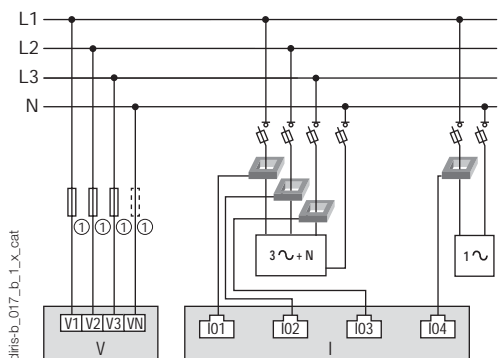 L1 L1
L2
L3
N
① ① ① ①
3∿+N 1∿
V1 V2 V3 VN I01 I02 I03 I04
V I
diris-b_017_b_1_x_cat